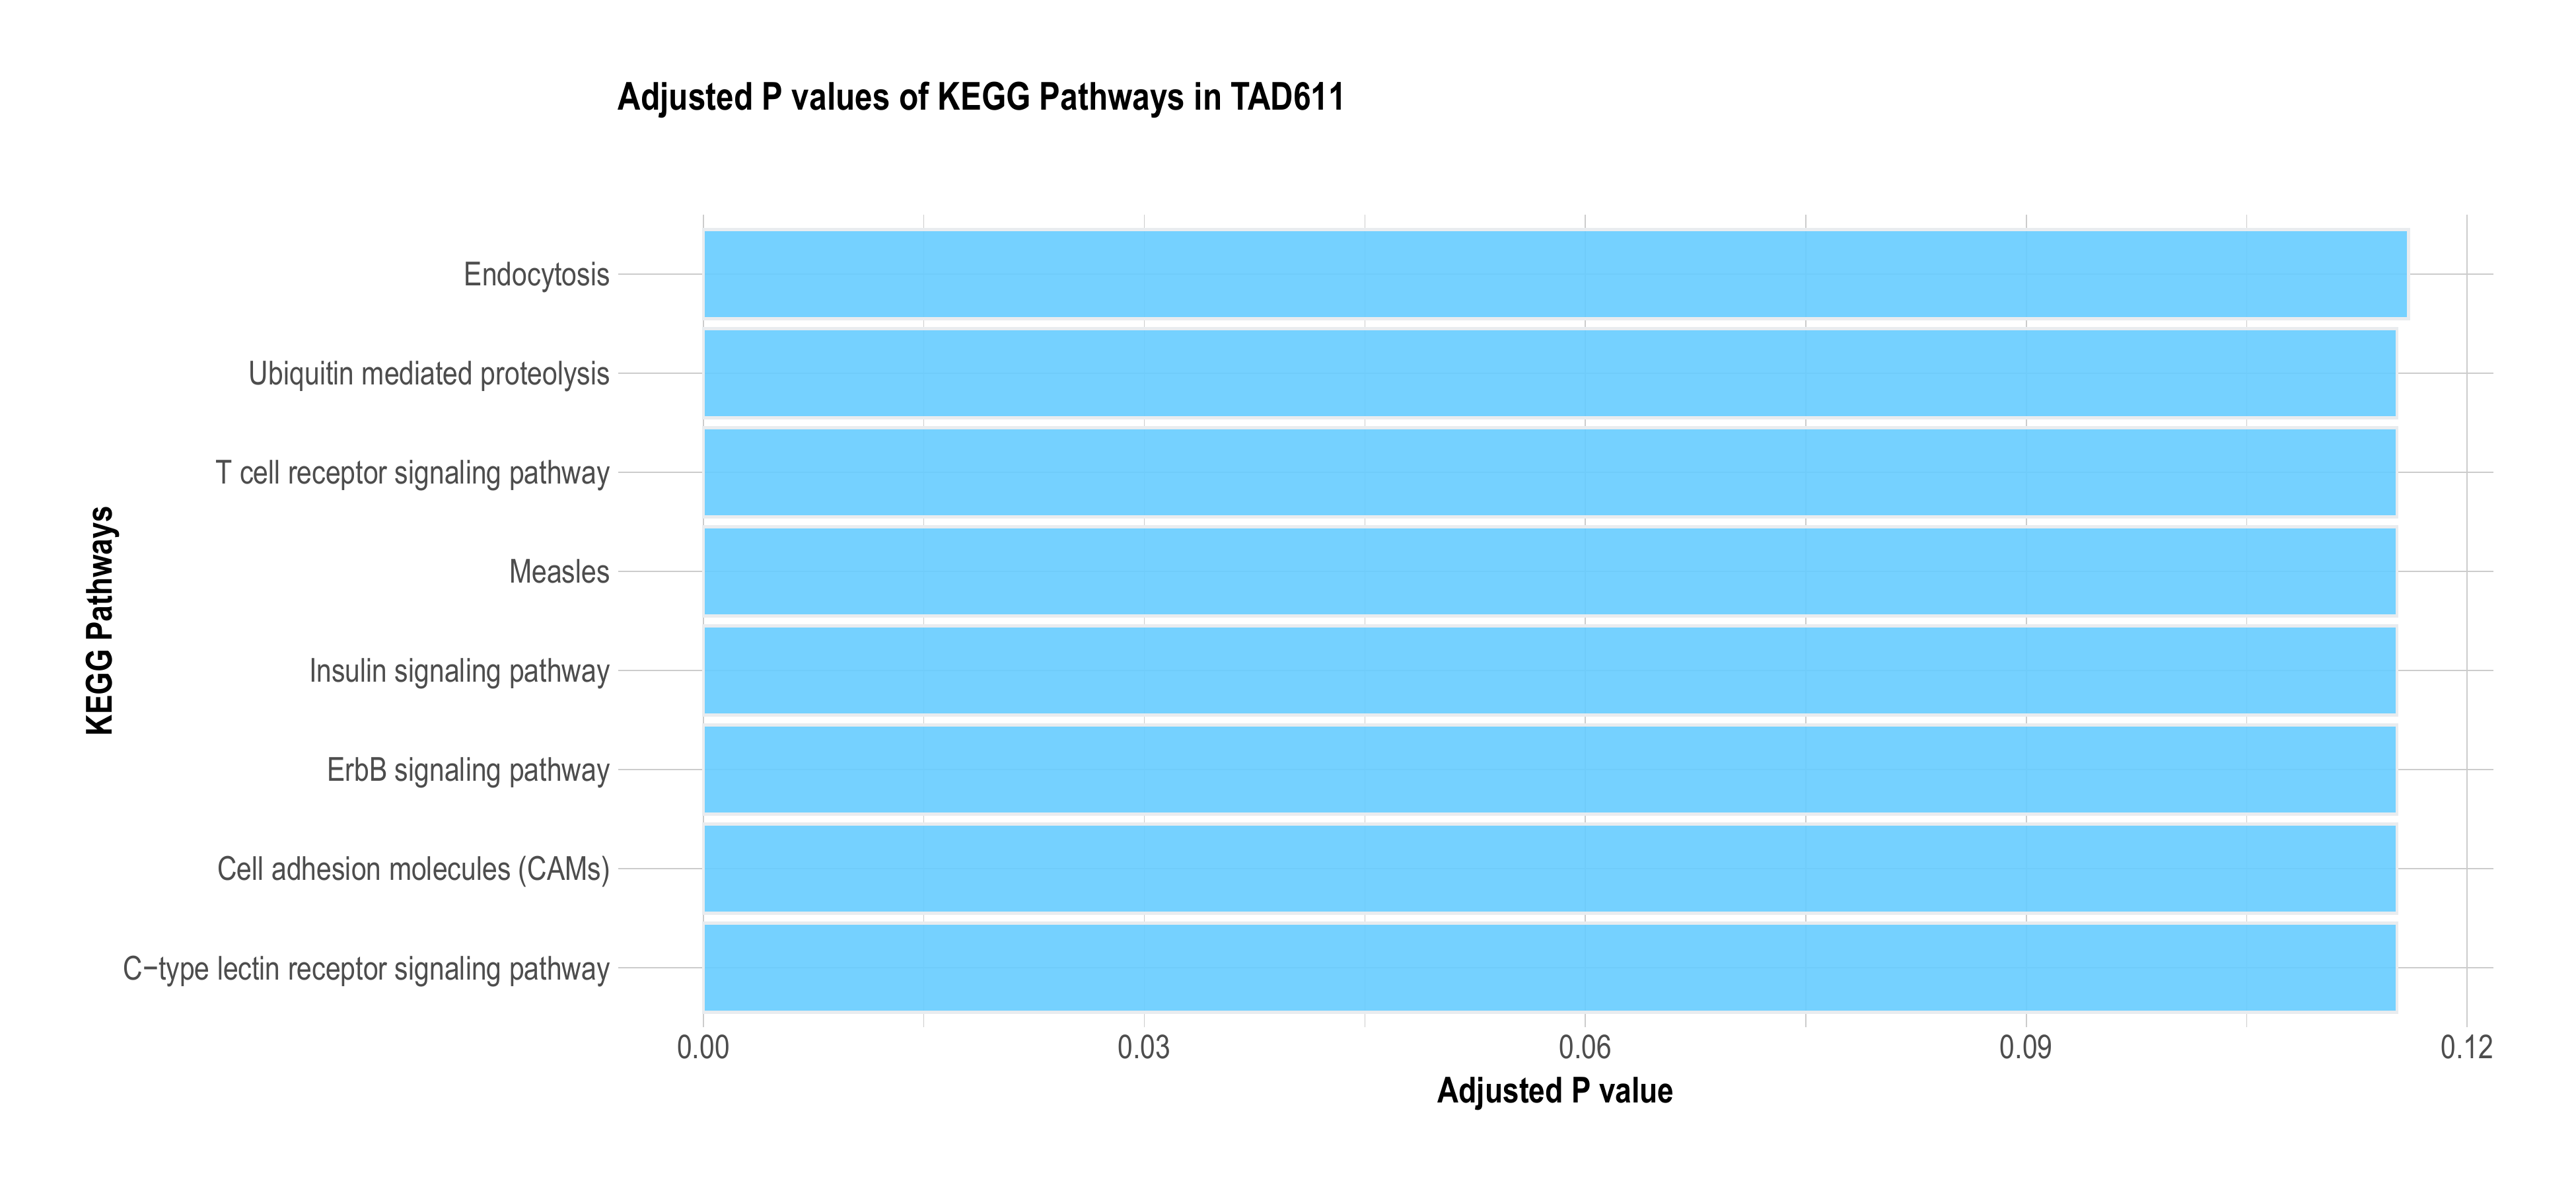 Adjusted P values of KEGG Pathways in TAD611
KEGG Pathways
Endocytosis
Ubiquitin mediated proteolysis
T cell receptor signaling pathway
Measles
Insulin signaling pathway
ErbB signaling pathway
Cell adhesion molecules (CAMs)
C−type lectin receptor signaling pathway
0.00 0.03 0.06 0.09 0.12
Adjusted P value